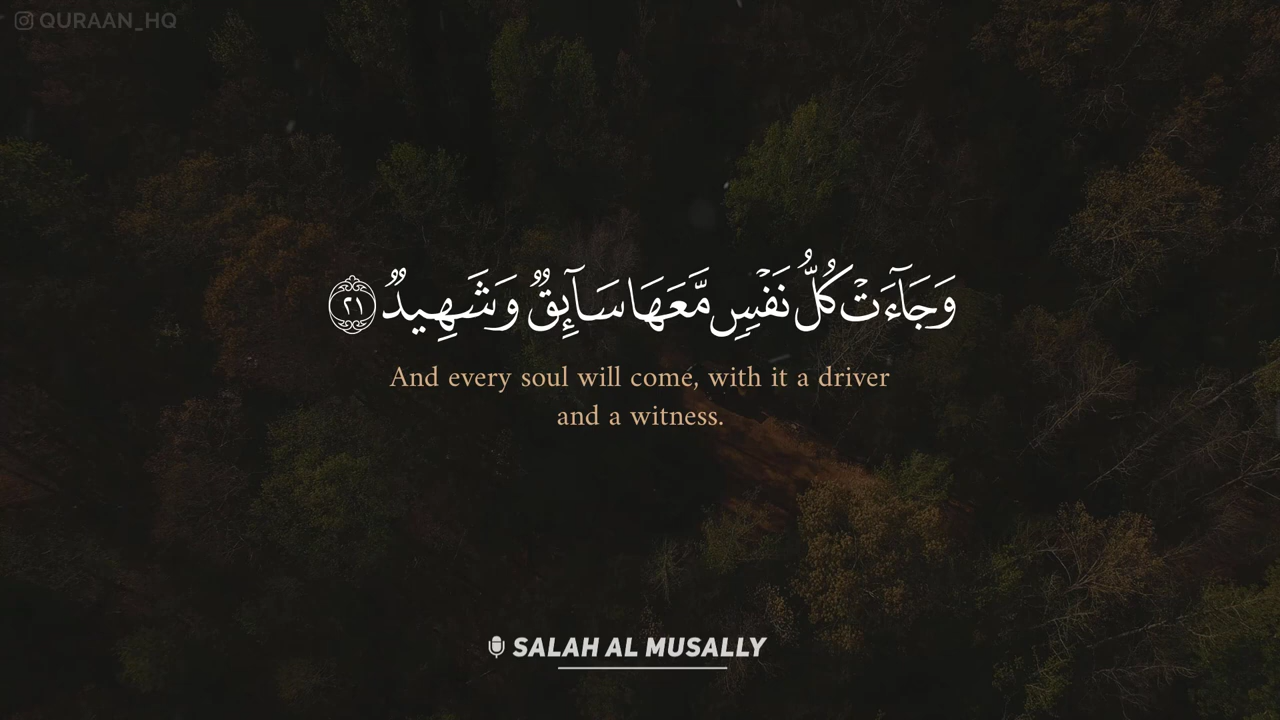 QURAAN_HQ
وَجَآءَتۡ كُلُّ نَفۡسٖ مَّعَهَا سَآئِقٞ وَشَهِيدٞ ٢١
And every soul will come, with it a driver
and a witness.
SALAH AL MUSALLY